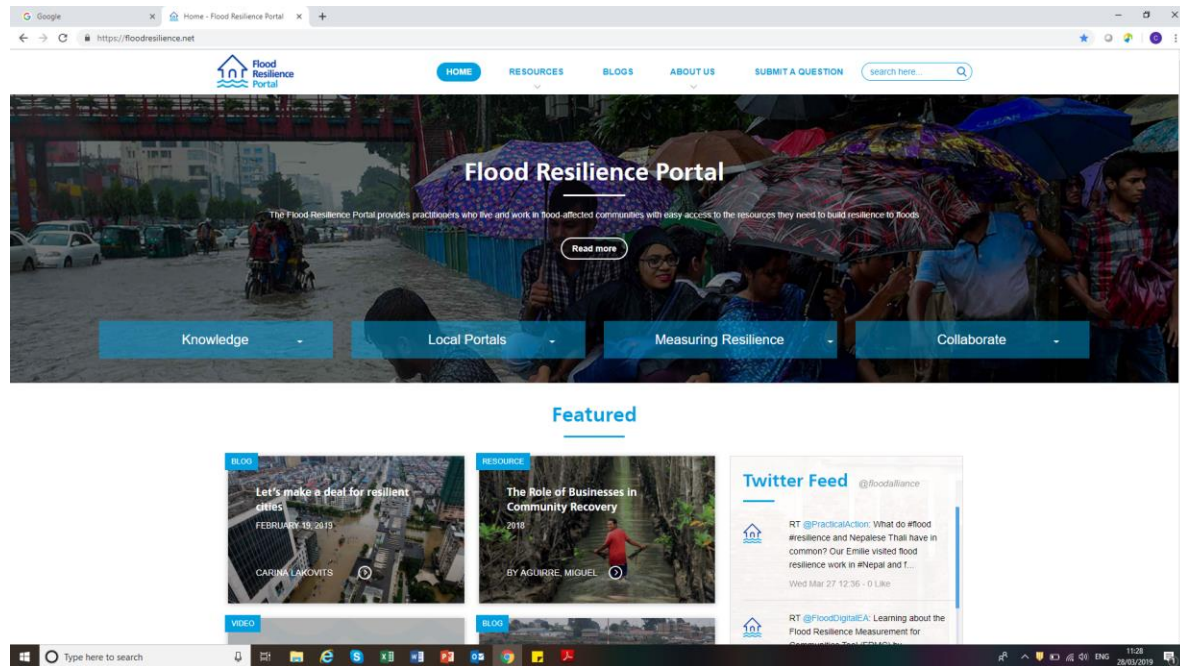 Google
Home - Flood Resilience Portal
https://floodresilience.net
Flood
Resilience
Portal
HOME
RESOURCES
BLOGS
ABOUT US
SUBMIT A QUESTION
search here...
Flood Resilience Portal
The Flood Resilience Portal provides practitioners who live and work in flood-affected communities with easy access to the resources they need to build resilience to floods
Read more
Knowledge
Local Portals
Measuring Resilience
Collaborate
Featured
BLOG
Let's make a deal for resilient
cities
FEBRUARY 19, 2019
CARINA LAKOVITS
RESOURCE
The Role of Businesses in
Community Recovery
2018
BY AGUIRRE, MIGUEL
Twitter Feed @floodalliance
RT @PracticalAction: What do #flood
#resilience and Nepalese Thali have in
common? Our Emilie visited flood
resilience work in #Nepal and f...
Wed Mar 27 12:36 - 0 Like
RT @FloodDigitalEA: Learning about the
Flood Resilience Measurement for
VIDEO
BLOG
Type here to search
ENG
11:28
28/03/2019